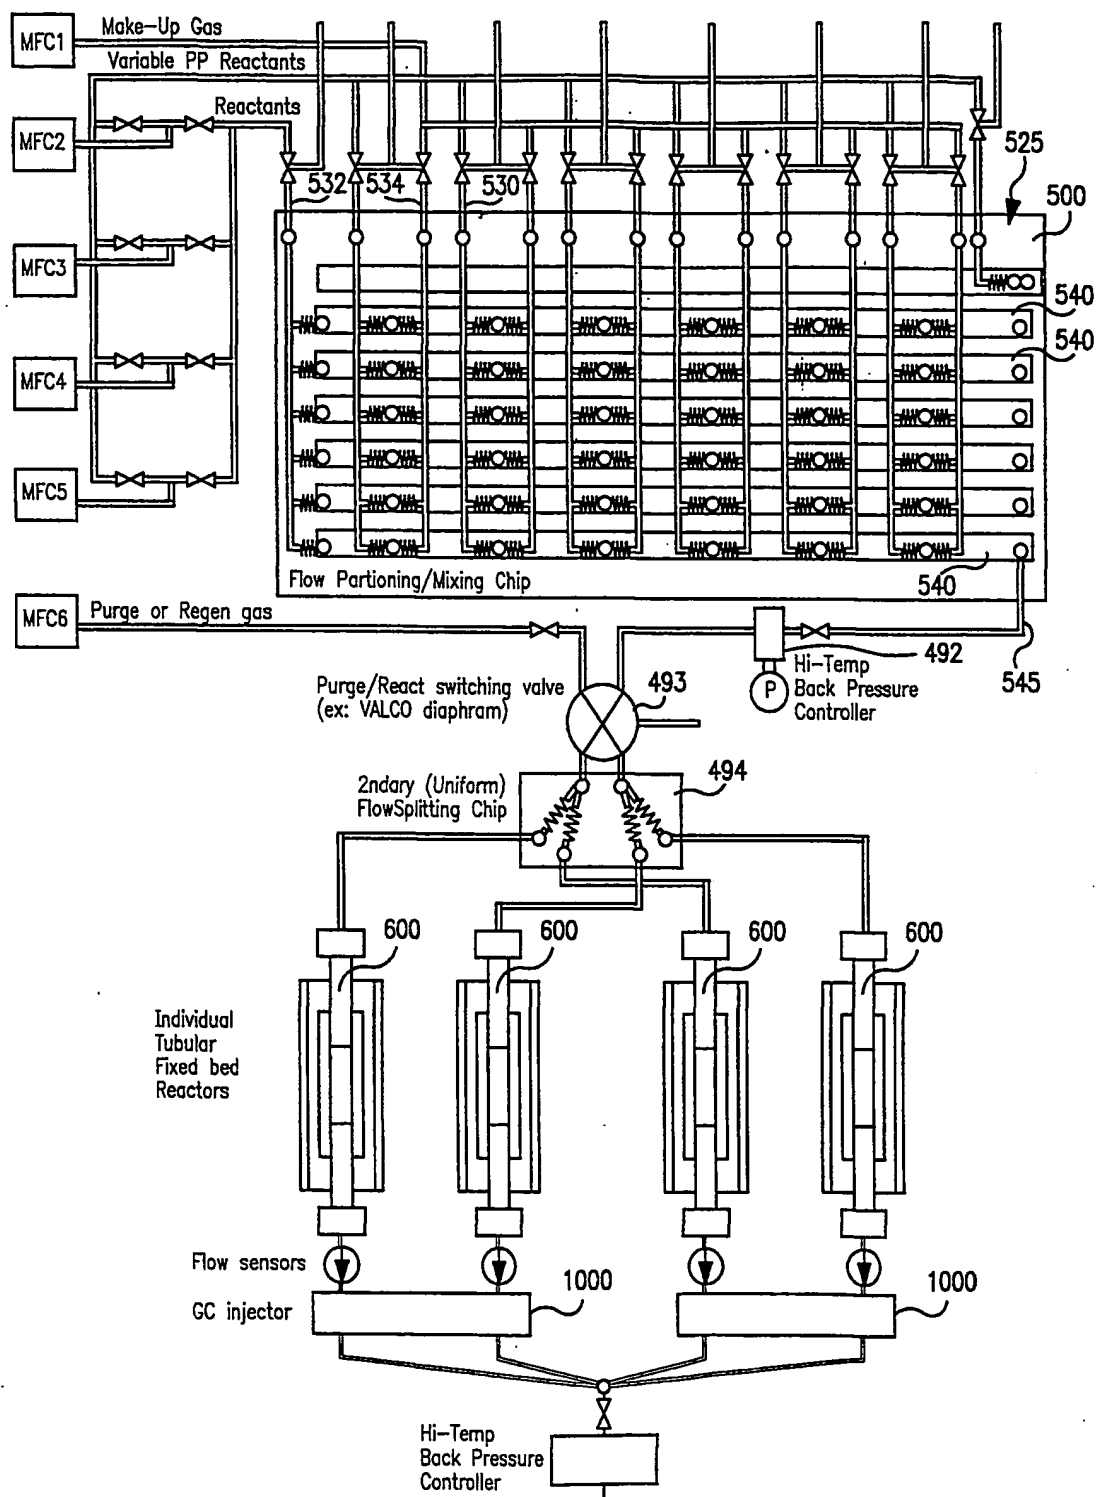 MFC1
Make-Up Gas
Variable PP Reactants
Reactants
MFC2
532
534
530
525
500
MFC3
540
540
MFC4
MFC5
Flow Partioning/Mixing Chip
540
MFC6
Purge or Regen gas
492
545
Hi-Temp
Back Pressure
Controller
P
Purge/React switching valve
(ex: VALCO diaphram)
493
2ndary (Uniform)
FlowSplitting Chip
494
600
600
600
600
Individual
Tubular
Fixed bed
Reactors
Flow sensors
GC injector
1000
1000
Hi-Temp
Back Pressure
Controller